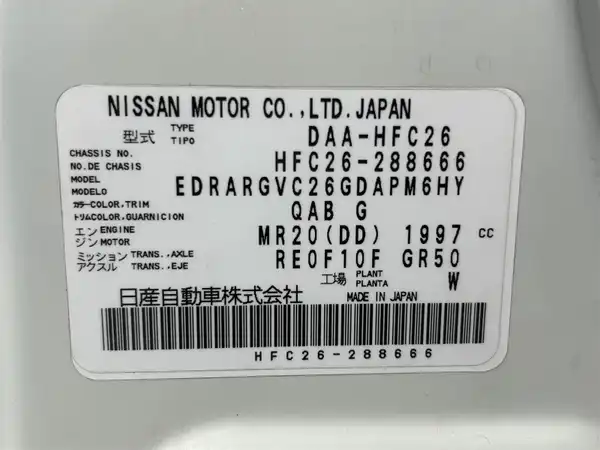 NISSAN MOTOR CO.,LTD.JAPAN
型式 TYPE TIPO DAA-HFC26
CHASSIS NO. NO.DE CHASIS HFC26-288666
MODEL MODELO EDRARGVC26GDAPM6HY
カラーCOLOR,TRIM トリムCOLOR,GUARNICION QAB G
エンジン ENGINE MOTOR MR20(DD) 1997 CC
ミッション TRANS.,AXLE アクスル TRANS.,EJE RE0F10F GR50
工場 PLANT PLANTA W
日産自動車株式会社 MADE IN JAPAN
HFC26-288666